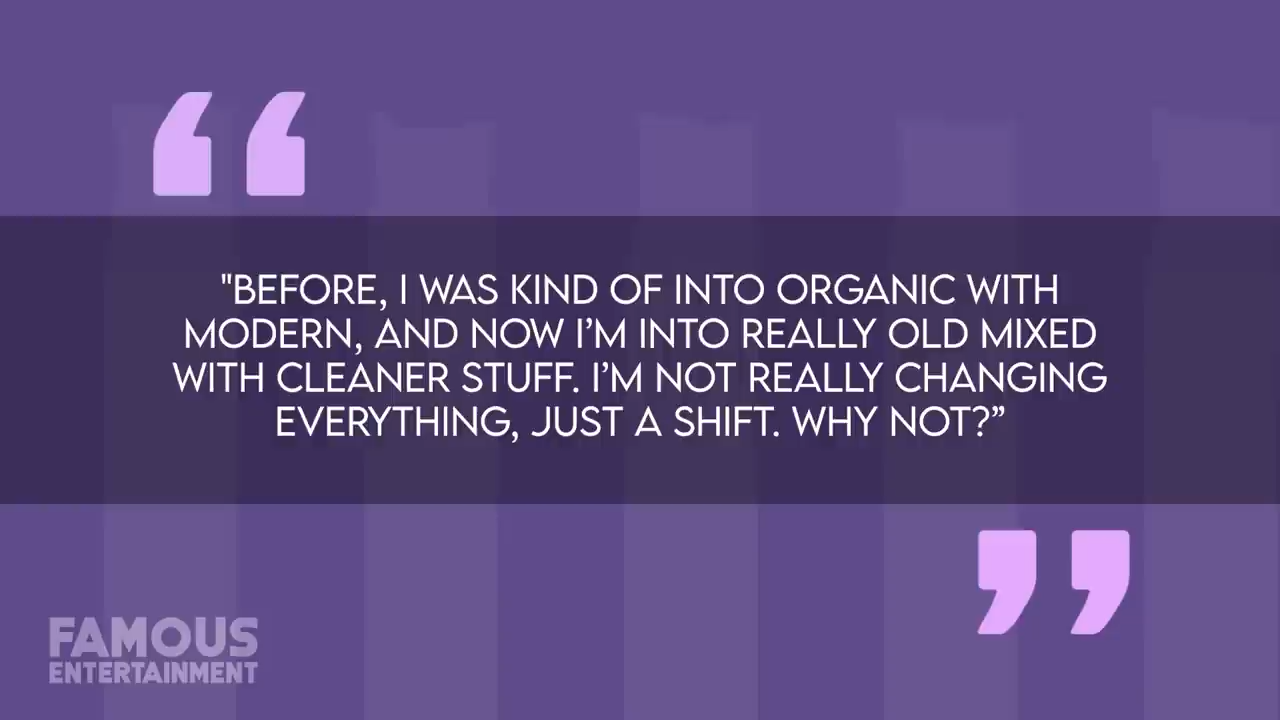 "BEFORE, I WAS KIND OF INTO ORGANIC WITH
MODERN, AND NOW I’M INTO REALLY OLD MIXED
WITH CLEANER STUFF. I’M NOT REALLY CHANGING
EVERYTHING, JUST A SHIFT. WHY NOT?”
FAMOUS
ENTERTAINMENT